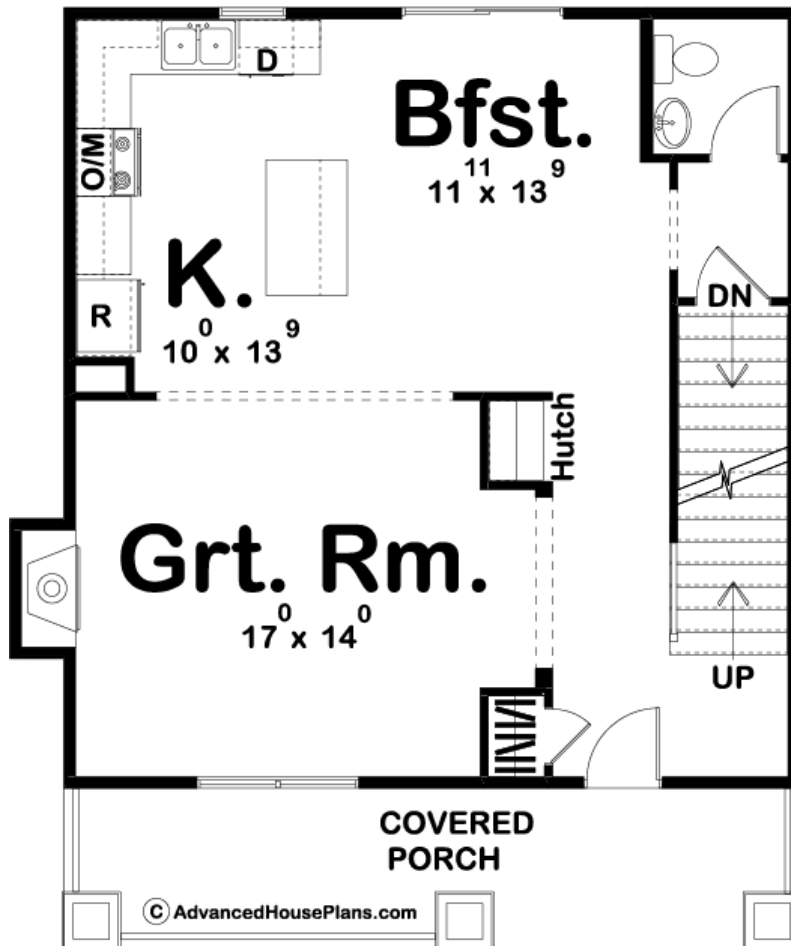 D
Bfst.
11¹¹ x 13⁹
O/M
K.
10⁰ x 13⁹
R
DN
Hutch
Grt. Rm.
17⁰ x 14⁰
UP
COVERED
PORCH
© AdvancedHousePlans.com